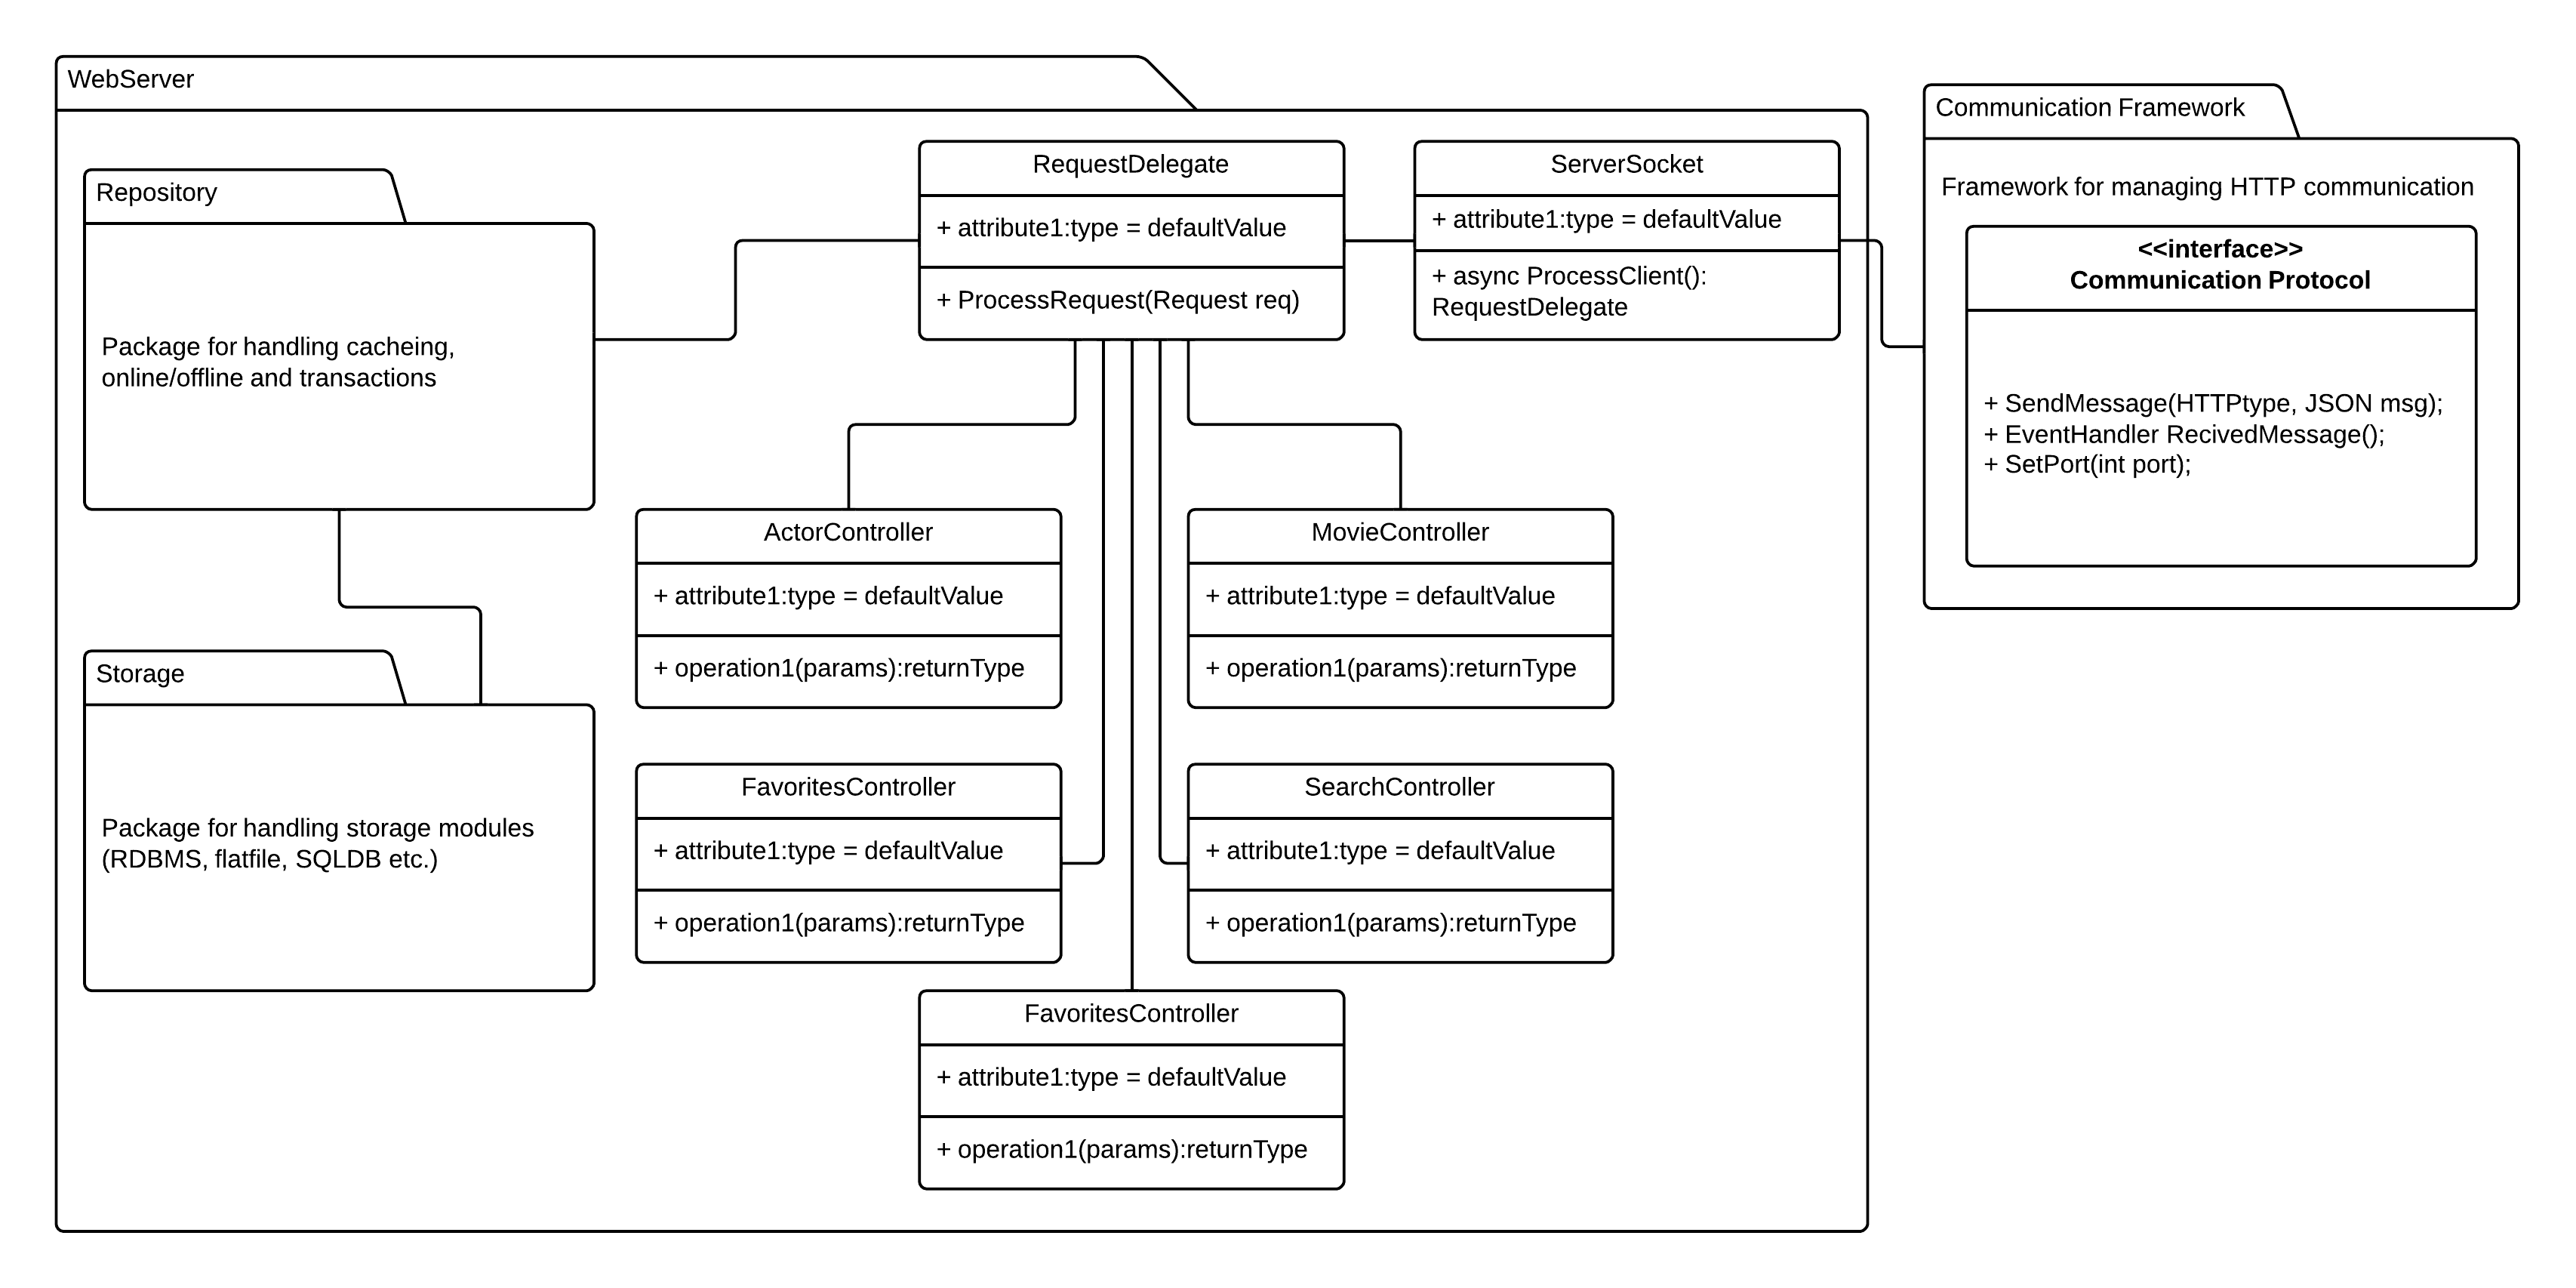 WebServer
Repository
Package for handling cacheing,
online/offline and transactions
Storage
Package for handling storage modules
(RDBMS, flatfile, SQLDB etc.)
RequestDelegate
+ attribute1:type = defaultValue
+ ProcessRequest(Request req)
ServerSocket
+ attribute1:type = defaultValue
+ async ProcessClient():
RequestDelegate
ActorController
+ attribute1:type = defaultValue
+ operation1(params):returnType
MovieController
+ attribute1:type = defaultValue
+ operation1(params):returnType
FavoritesController
+ attribute1:type = defaultValue
+ operation1(params):returnType
SearchController
+ attribute1:type = defaultValue
+ operation1(params):returnType
FavoritesController
+ attribute1:type = defaultValue
+ operation1(params):returnType
Communication Framework
Framework for managing HTTP communication
<<interface>>
Communication Protocol
+ SendMessage(HTTPtype, JSON msg);
+ EventHandler RecivedMessage();
+ SetPort(int port);